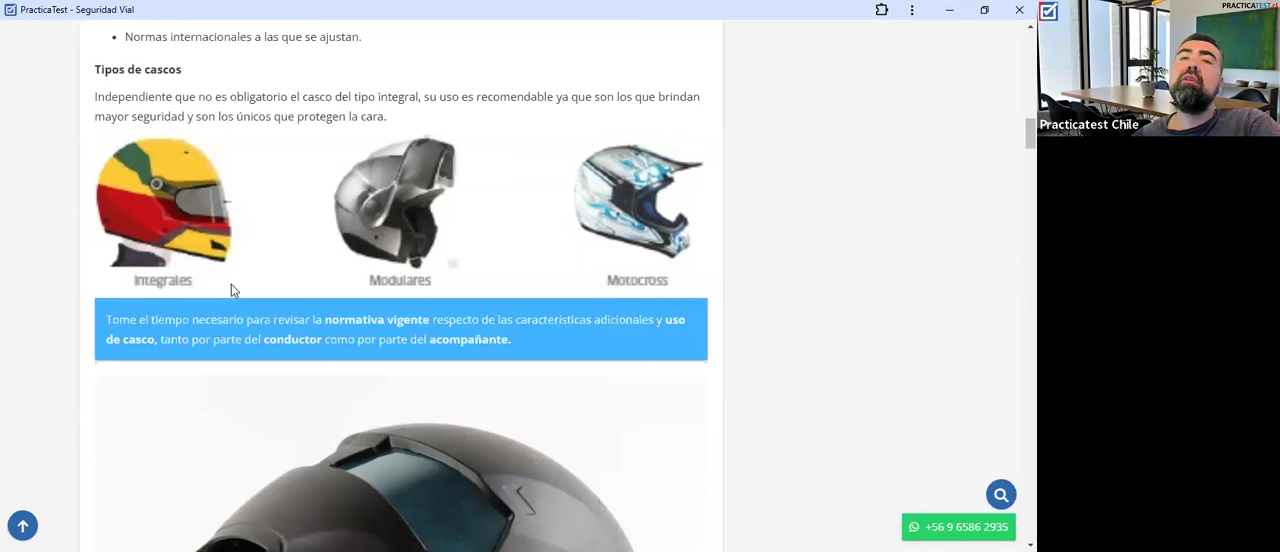 PracticaTest - Seguridad Vial
PRACTICATEST.cl
Normas internacionales a las que se ajustan.
Tipos de cascos
Independiente que no es obligatorio el casco del tipo integral, su uso es recomendable ya que son los que brindan
mayor seguridad y son los únicos que protegen la cara.
Practicatest Chile
Integrales
Modulares
Motocross
Tome el tiempo necesario para revisar la normativa vigente respecto de las características adicionales y uso
de casco, tanto por parte del conductor como por parte del acompañante.
+56 9 6586 2935